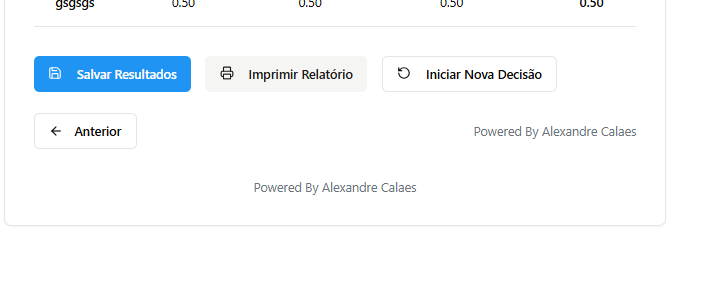 gsgsgs 0.50 0.50 0.50 0.50
Salvar Resultados Imprimir Relatório Iniciar Nova Decisão
Anterior Powered By Alexandre Calaes
Powered By Alexandre Calaes